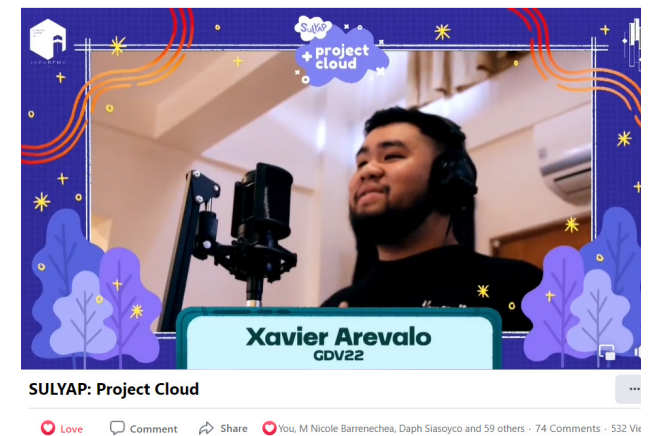 SULYAP
project
cloud
Xavier Arevalo
GDV22
SULYAP: Project Cloud
Love
Comment
Share
You, M Nicole Barrenechea, Daph Siasoyco and 59 others · 74 Comments · 532 Vie